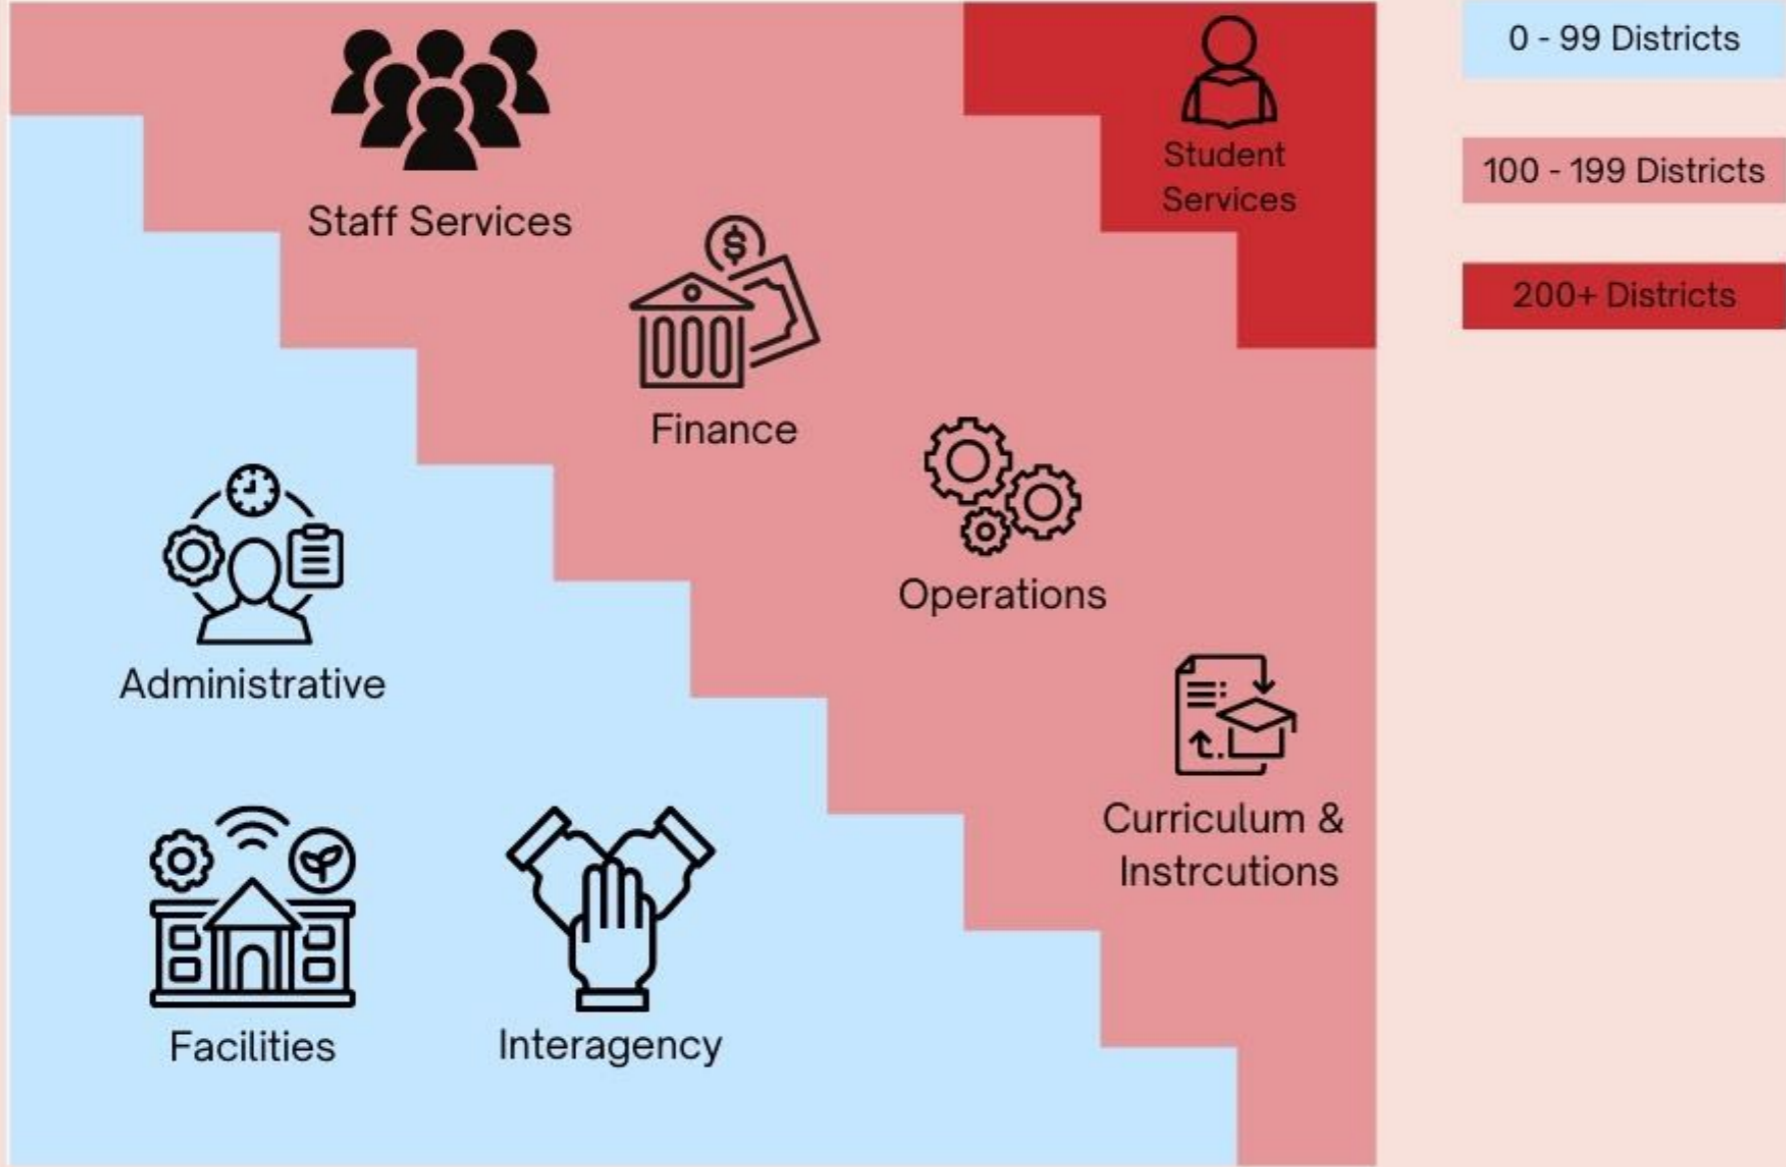 0 - 99 Districts
100 - 199 Districts
200+ Districts
Student
Services
Staff Services
$
Finance
Operations
Administrative
Curriculum &
Instrcutions
Facilities
Interagency